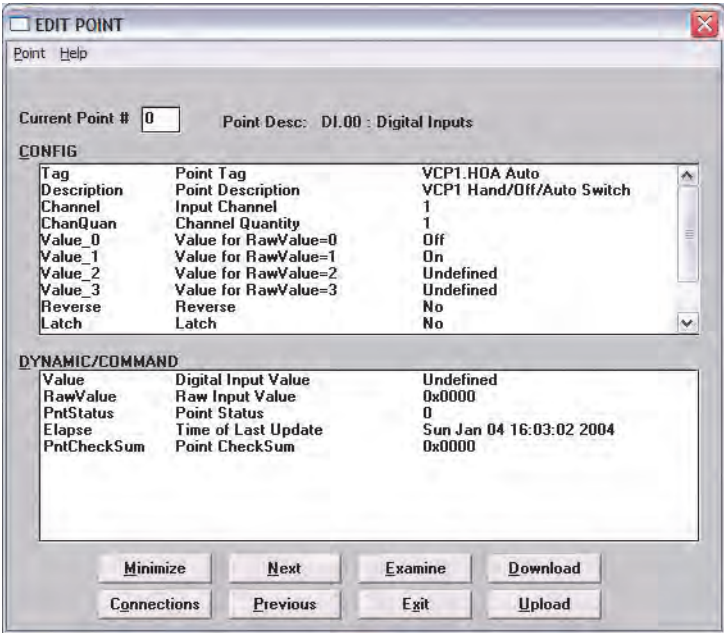 EDIT POINT
Point Help
Current Point # 0 Point Desc: DI.00 : Digital Inputs
CONFIG
Tag Point Tag VCP1.HOA Auto
Description Point Description VCP1 Hand/Off/Auto Switch
Channel Input Channel 1
ChanQuan Channel Quantity 1
Value_0 Value for RawValue=0 Off
Value_1 Value for RawValue=1 On
Value_2 Value for RawValue=2 Undefined
Value_3 Value for RawValue=3 Undefined
Reverse Reverse No
Latch Latch No
DYNAMIC/COMMAND
Value Digital Input Value Undefined
RawValue Raw Input Value 0x0000
PntStatus Point Status 0
Elapse Time of Last Update Sun Jan 04 16:03:02 2004
PntCheckSum Point CheckSum 0x0000
Minimize Next Examine Download
Connections Previous Exit Upload